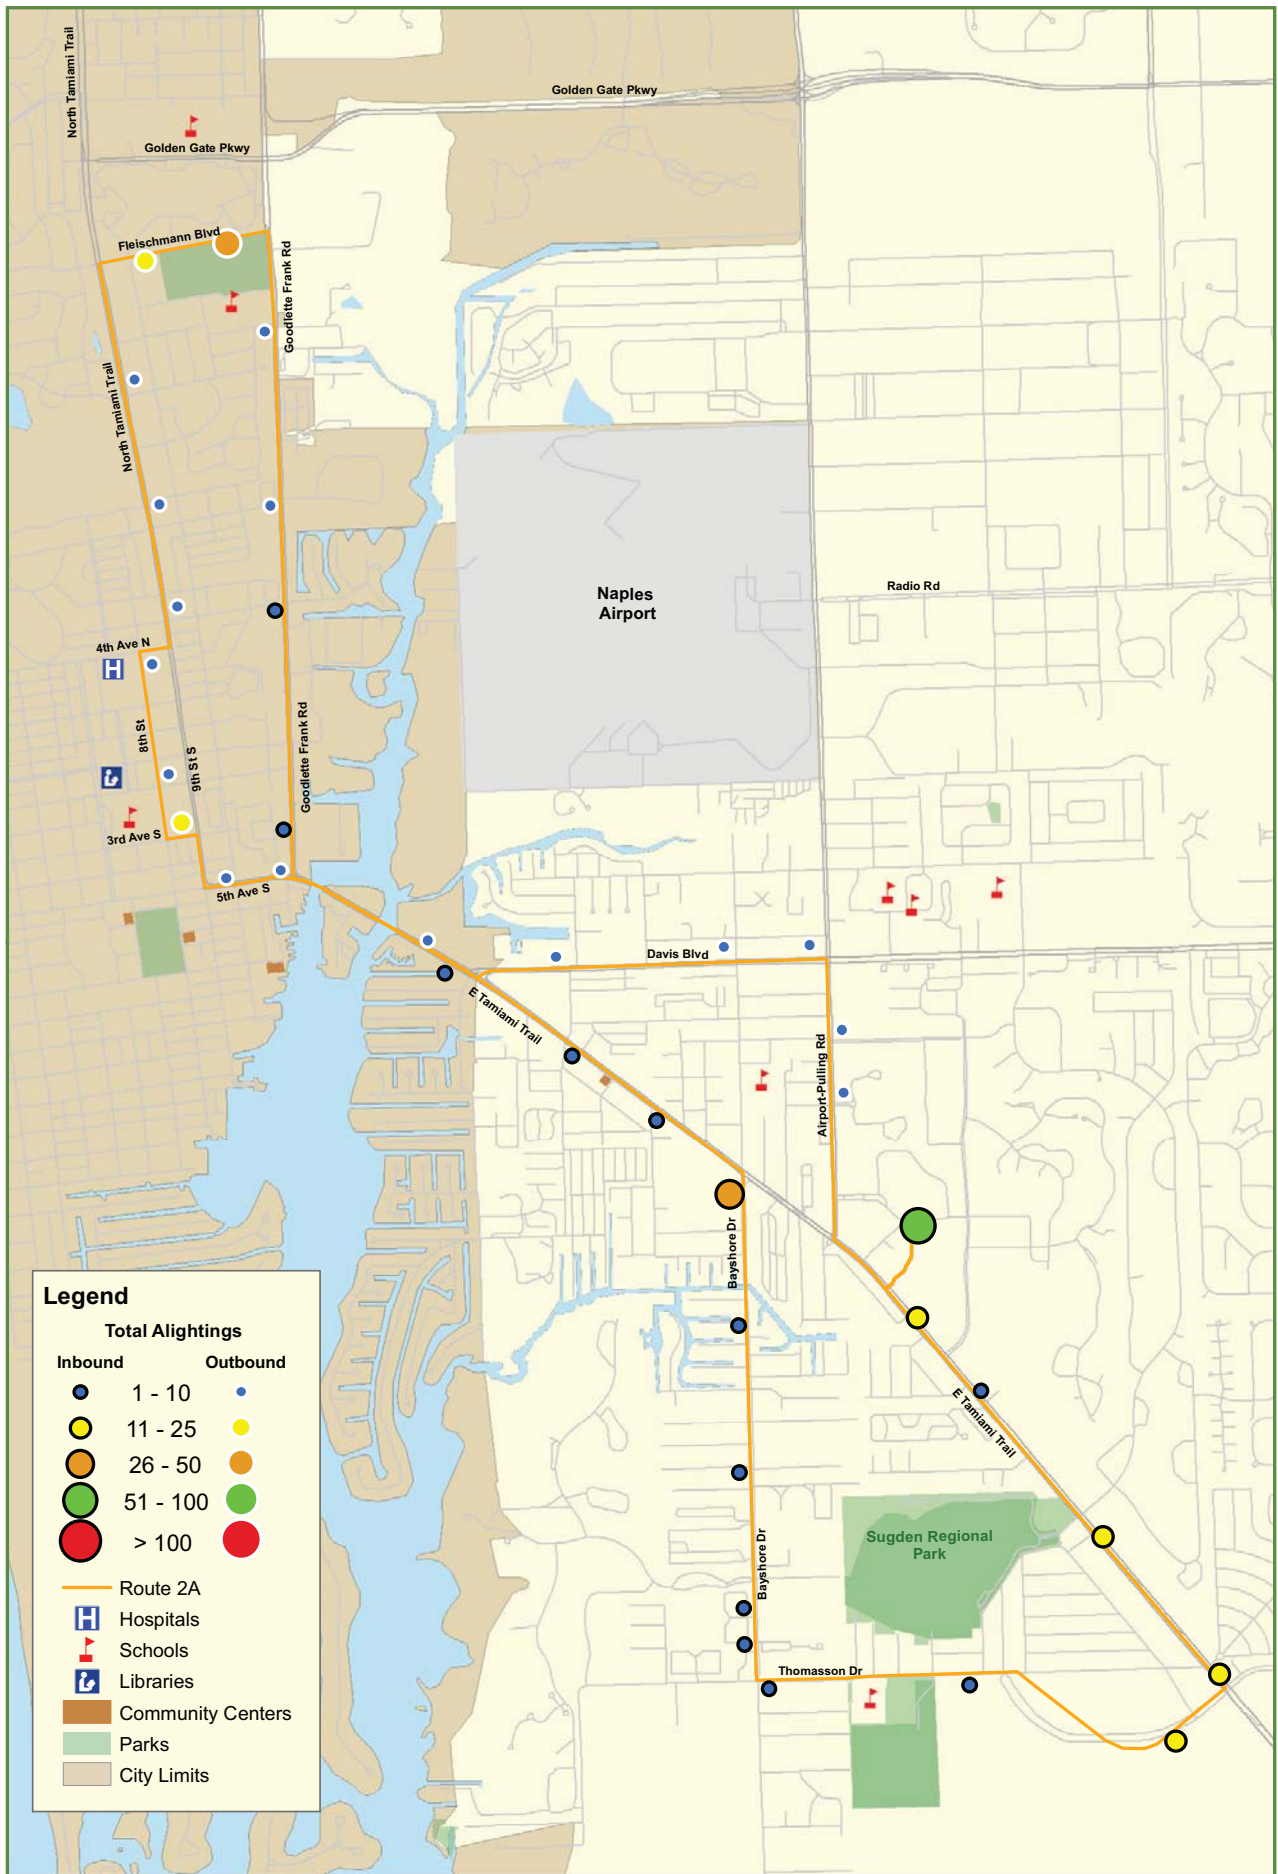 North Tamiami Trail
Golden Gate Pkwy
Golden Gate Pkwy
Fleischmann Blvd
Goodlette Frank Rd
North Tamiami Trail
Naples
Airport
Radio Rd
4th Ave N
H
8th St
9th St S
Goodlette Frank Rd
3rd Ave S
5th Ave S
Davis Blvd
E Tamiami Trail
Airport-Pulling Rd
Bayshore Dr
E Tamiami Trail
Sugden Regional
Park
Bayshore Dr
Thomasson Dr
Legend
Total Alightings
Inbound Outbound
1 - 10
11 - 25
26 - 50
51 - 100
> 100
Route 2A
H Hospitals
Schools
Libraries
Community Centers
Parks
City Limits